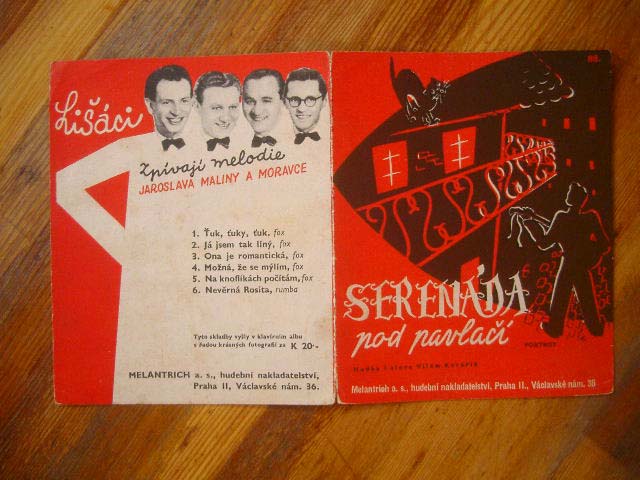 Lišáci
zpívají melodie
JAROSLAVA MALINY A MORAVCE
1. Ťuk, ťuky, ťuk, fox
2. Já jsem tak líný, fox
3. Ona je romantická, fox
4. Možná, že se mýlím, fox
5. Na knoflíkách počítám, fox
6. Nevěrná Rosita, rumba
Tyto skladby vyšly v klavírním albu
s řadou krásných fotografií za K 20·-
MELANTRICH a. s., hudební nakladatelství,
Praha II, Václavské nám. 36.
SERENÁDA
pod pavlačí
FOXTROT
Hudba i slova Vilém
Melantrich a. s., hudební nakladatelství, Praha II., Václavské nám. 36